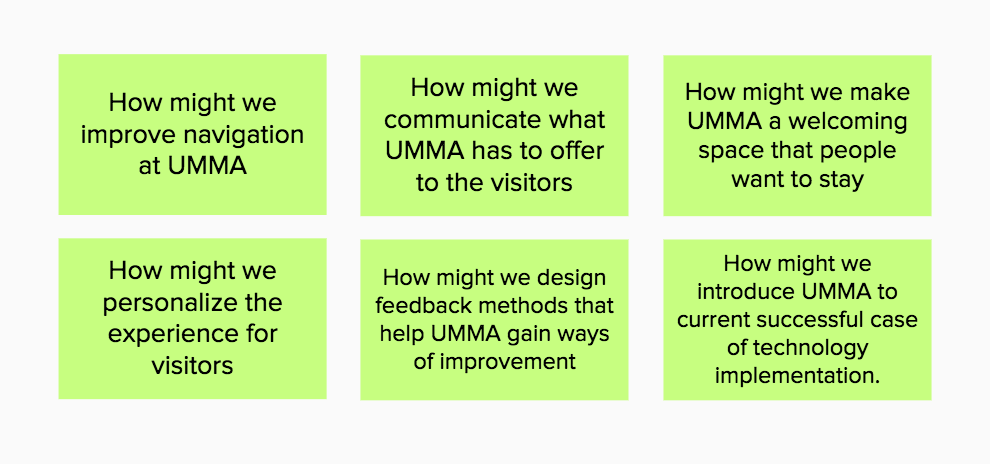 How might we
improve navigation
at UMMA
How might we
communicate what
UMMA has to offer
to the visitors
How might we make
UMMA a welcoming
space that people
want to stay
How might we
personalize the
experience for
visitors
How might we design
feedback methods that
help UMMA gain ways
of improvement
How might we
introduce UMMA to
current successful case
of technology
implementation.